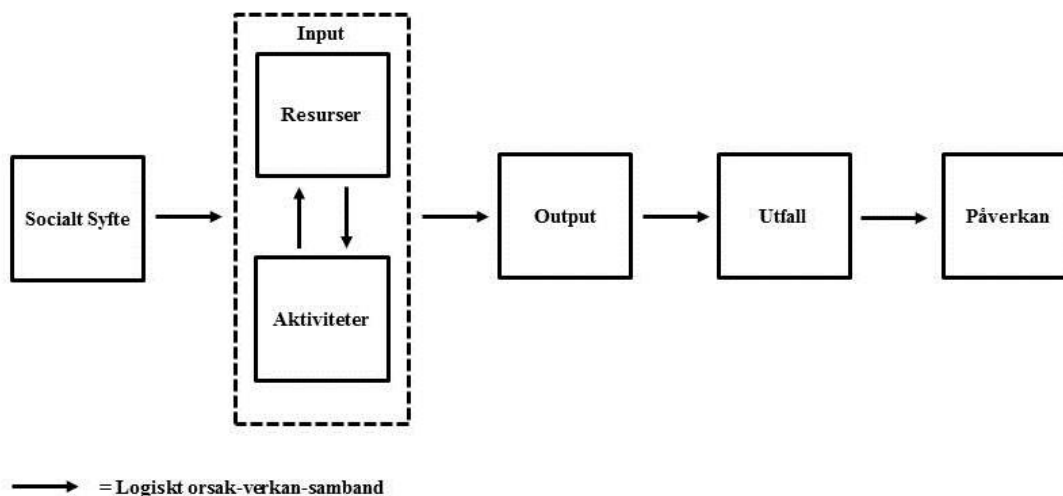 Input
Resurser
Socialt Syfte
Aktiviteter
Output
Utfall
Påverkan
= Logiskt orsak-verkan-samband